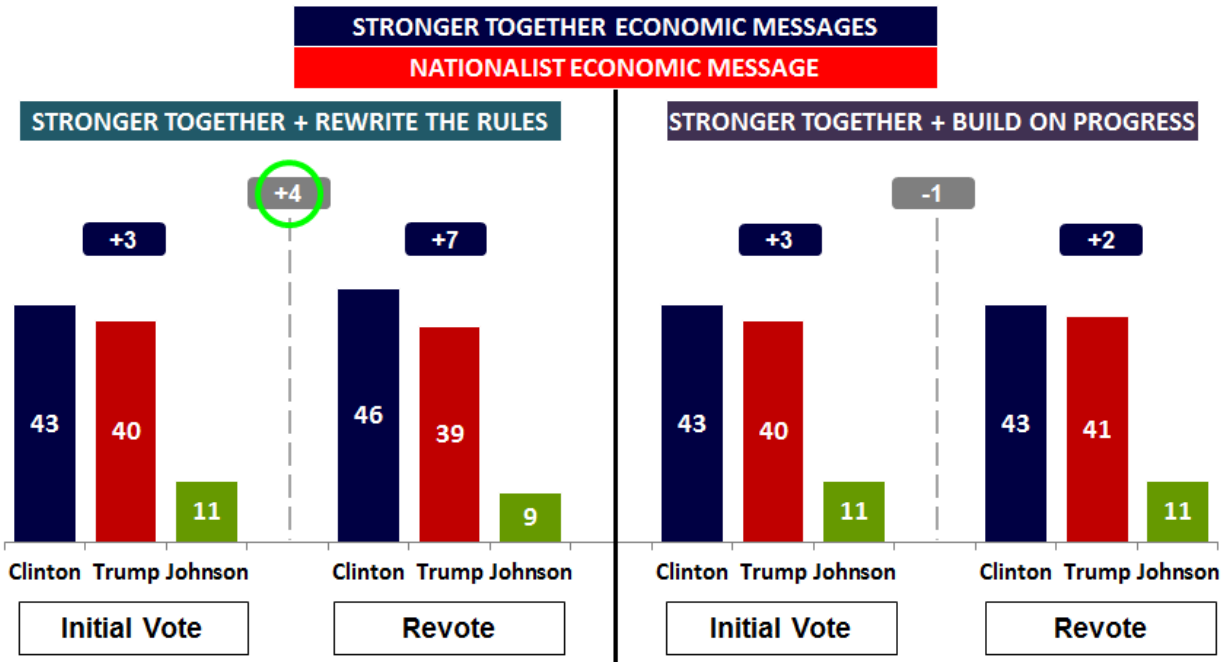 STRONGER TOGETHER ECONOMIC MESSAGES
NATIONALIST ECONOMIC MESSAGE
STRONGER TOGETHER + REWRITE THE RULES
+4
+3
+7
43
40
11
46
39
9
Clinton Trump Johnson
Clinton Trump Johnson
Initial Vote
Revote
STRONGER TOGETHER + BUILD ON PROGRESS
-1
+3
+2
43
40
11
43
41
11
Clinton Trump Johnson
Clinton Trump Johnson
Initial Vote
Revote